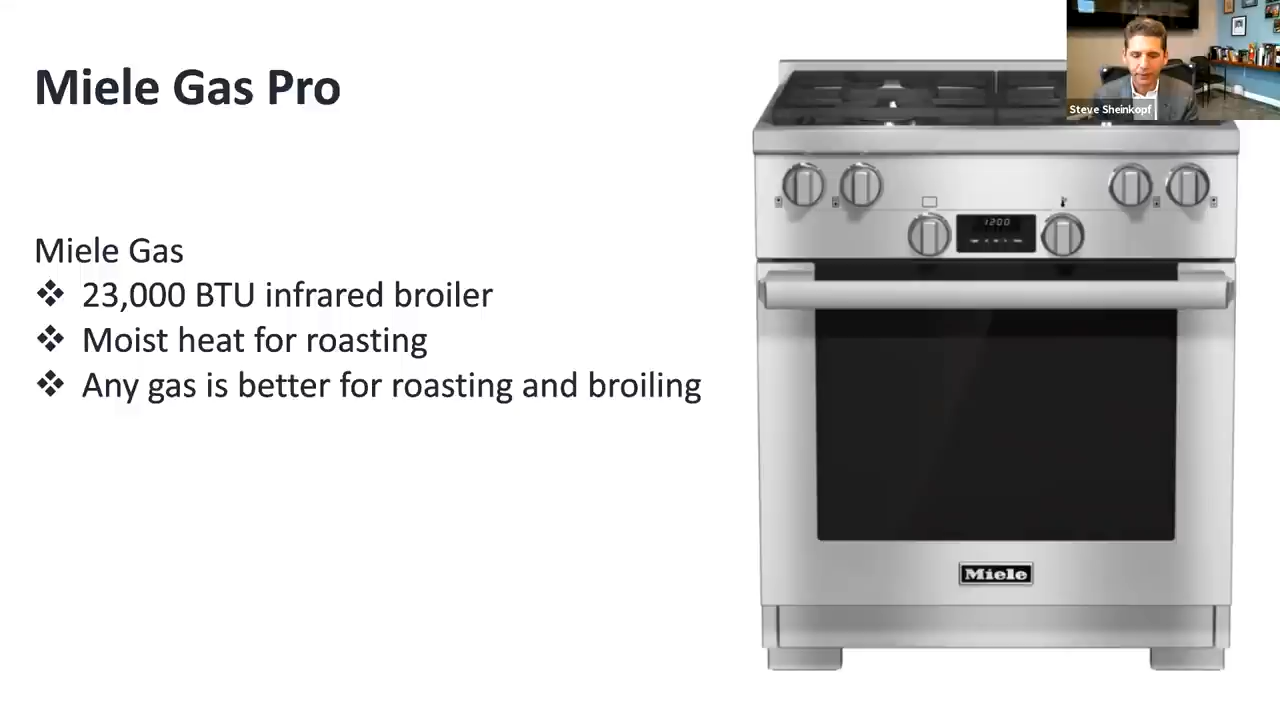 Miele Gas Pro
Steve Sheinkopf
Miele Gas
❖ 23,000 BTU infrared broiler
❖ Moist heat for roasting
❖ Any gas is better for roasting and broiling
1200
Miele